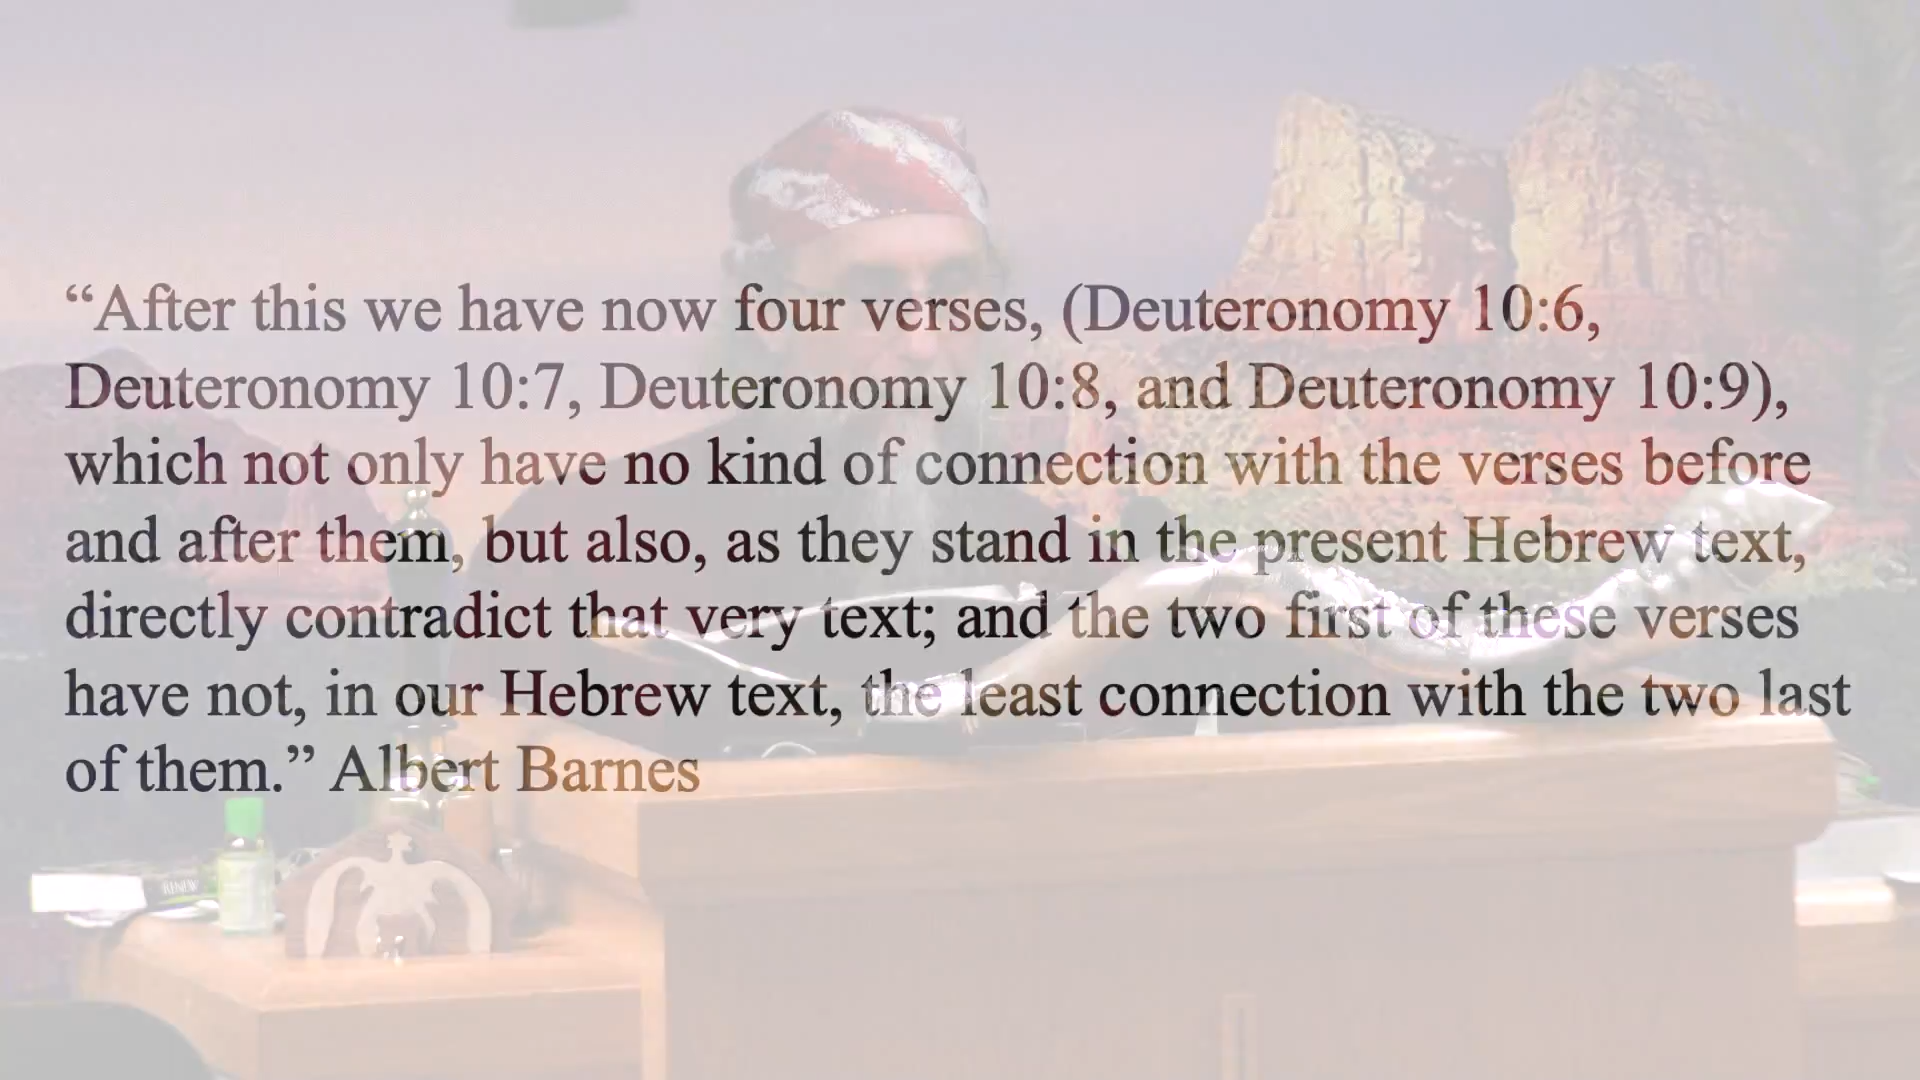 “After this we have now four verses, (Deuteronomy 10:6,
Deuteronomy 10:7, Deuteronomy 10:8, and Deuteronomy 10:9),
which not only have no kind of connection with the verses before
and after them, but also, as they stand in the present Hebrew text,
directly contradict that very text; and the two first of these verses
have not, in our Hebrew text, the least connection with the two last
of them.” Albert Barnes
RENEW